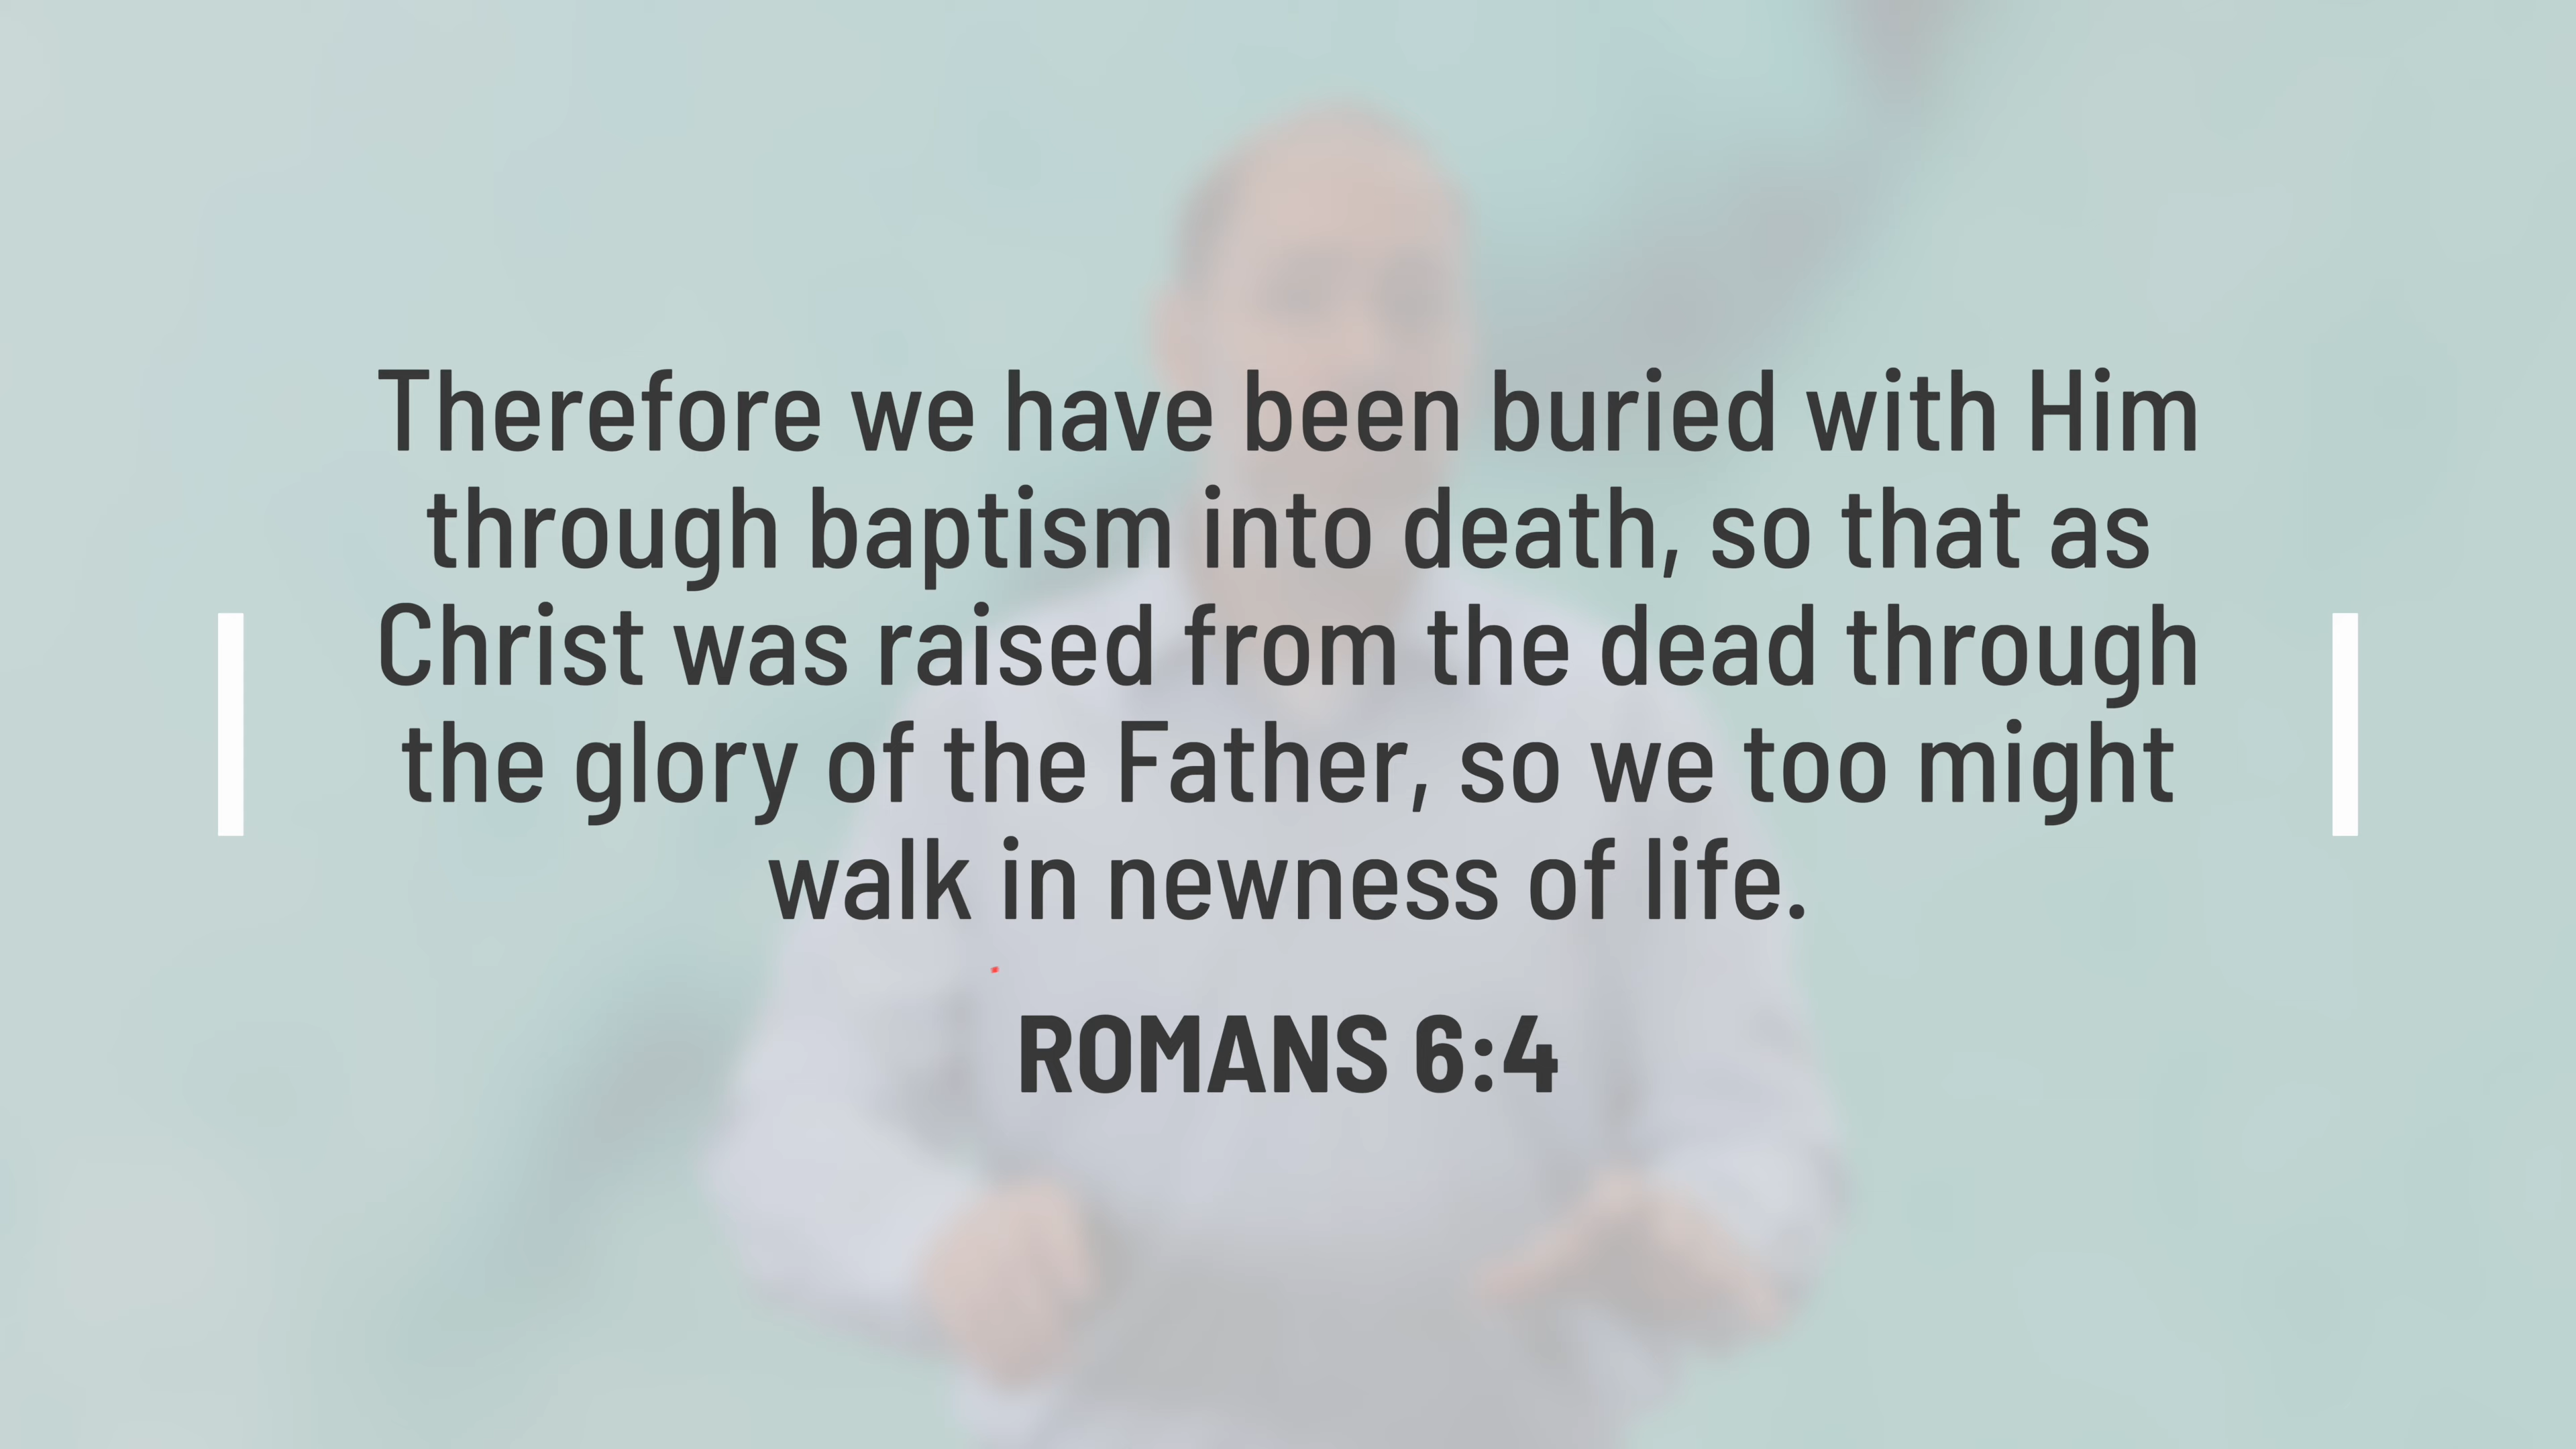 Therefore we have been buried with Him
through baptism into death, so that as
Christ was raised from the dead through
the glory of the Father, so we too might
walk in newness of life.
ROMANS 6:4